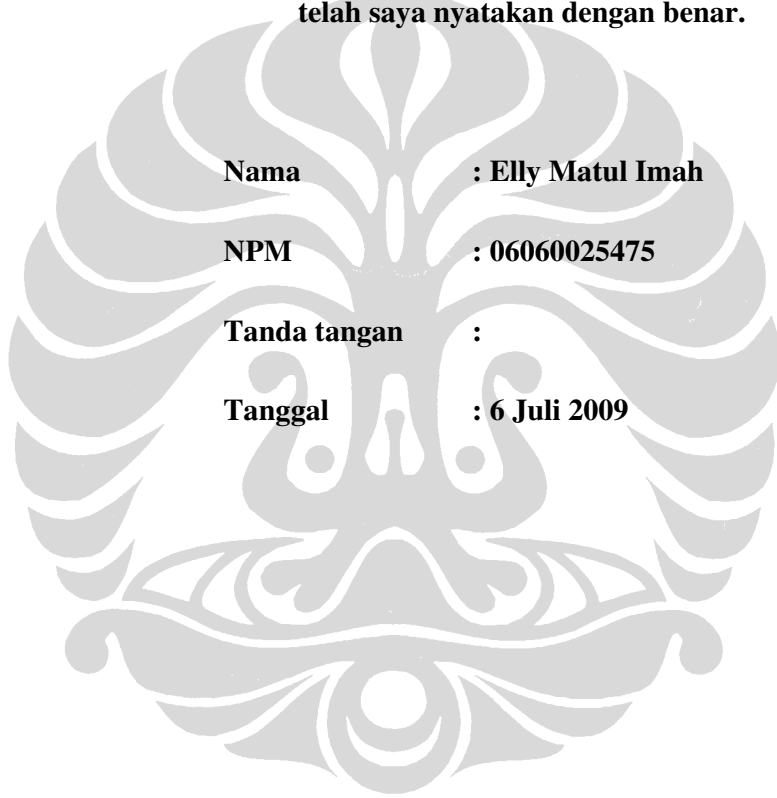 telah saya nyatakan dengan benar.
Nama : Elly Matul Imah
NPM : 06060025475
Tanda tangan :
Tanggal : 6 Juli 2009